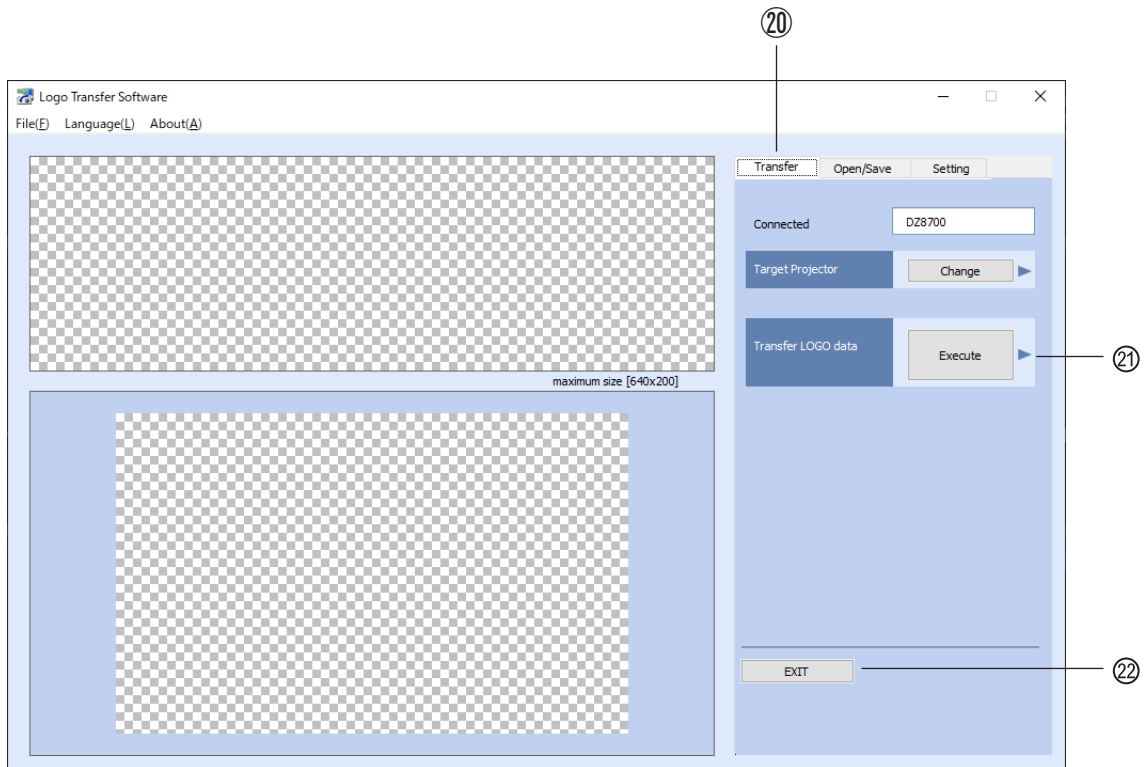 ⑳
Logo Transfer Software
File(F) Language(L) About(A)
Transfer Open/Save Setting
Connected DZ8700
Target Projector Change
Transfer LOGO data Execute
㉑
maximum size [640x200]
EXIT
㉒